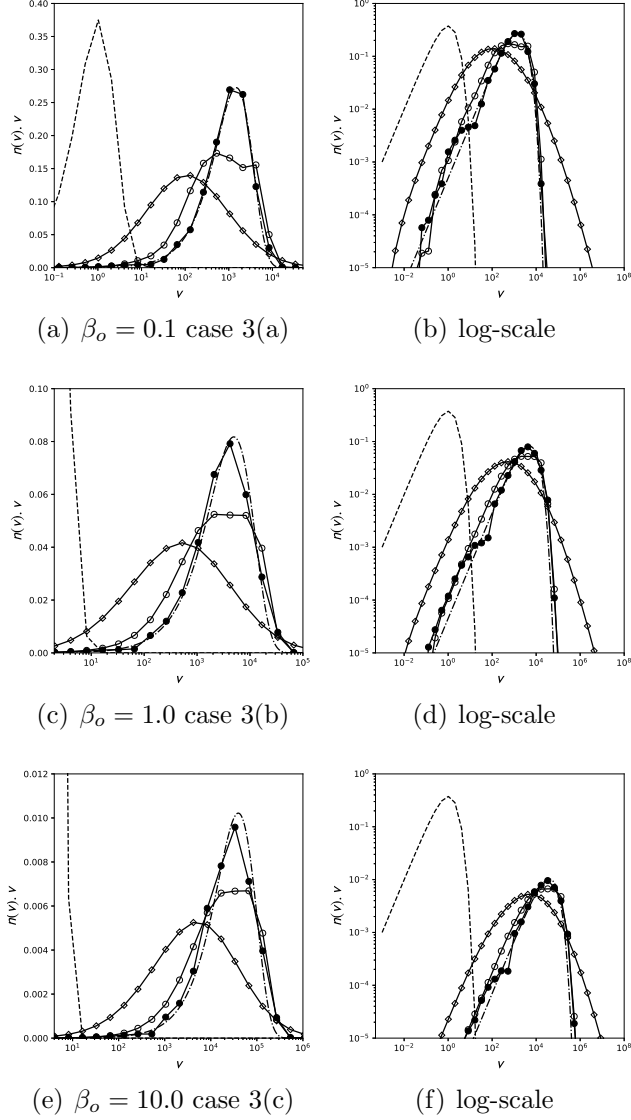 0.40
0.35
0.30
0.25
0.20
0.15
0.10
0.05
0.00
n(v). v
10⁻¹ 10⁰ 10¹ 10² 10³ 10⁴
v
10⁰
10⁻¹
10⁻²
10⁻³
10⁻⁴
10⁻⁵
n(v). v
10⁻² 10⁰ 10² 10⁴ 10⁶ 10⁸
v
(a) βₒ = 0.1 case 3(a)
(b) log-scale
0.10
0.08
0.06
0.04
0.02
0.00
n(v). v
10¹ 10² 10³ 10⁴ 10⁵
v
10⁰
10⁻¹
10⁻²
10⁻³
10⁻⁴
10⁻⁵
n(v). v
10⁻² 10⁰ 10² 10⁴ 10⁶ 10⁸
v
(c) βₒ = 1.0 case 3(b)
(d) log-scale
0.012
0.010
0.008
0.006
0.004
0.002
0.000
n(v). v
10¹ 10² 10³ 10⁴ 10⁵ 10⁶
v
10⁰
10⁻¹
10⁻²
10⁻³
10⁻⁴
10⁻⁵
n(v). v
10⁻² 10⁰ 10² 10⁴ 10⁶ 10⁸
v
(e) βₒ = 10.0 case 3(c)
(f) log-scale